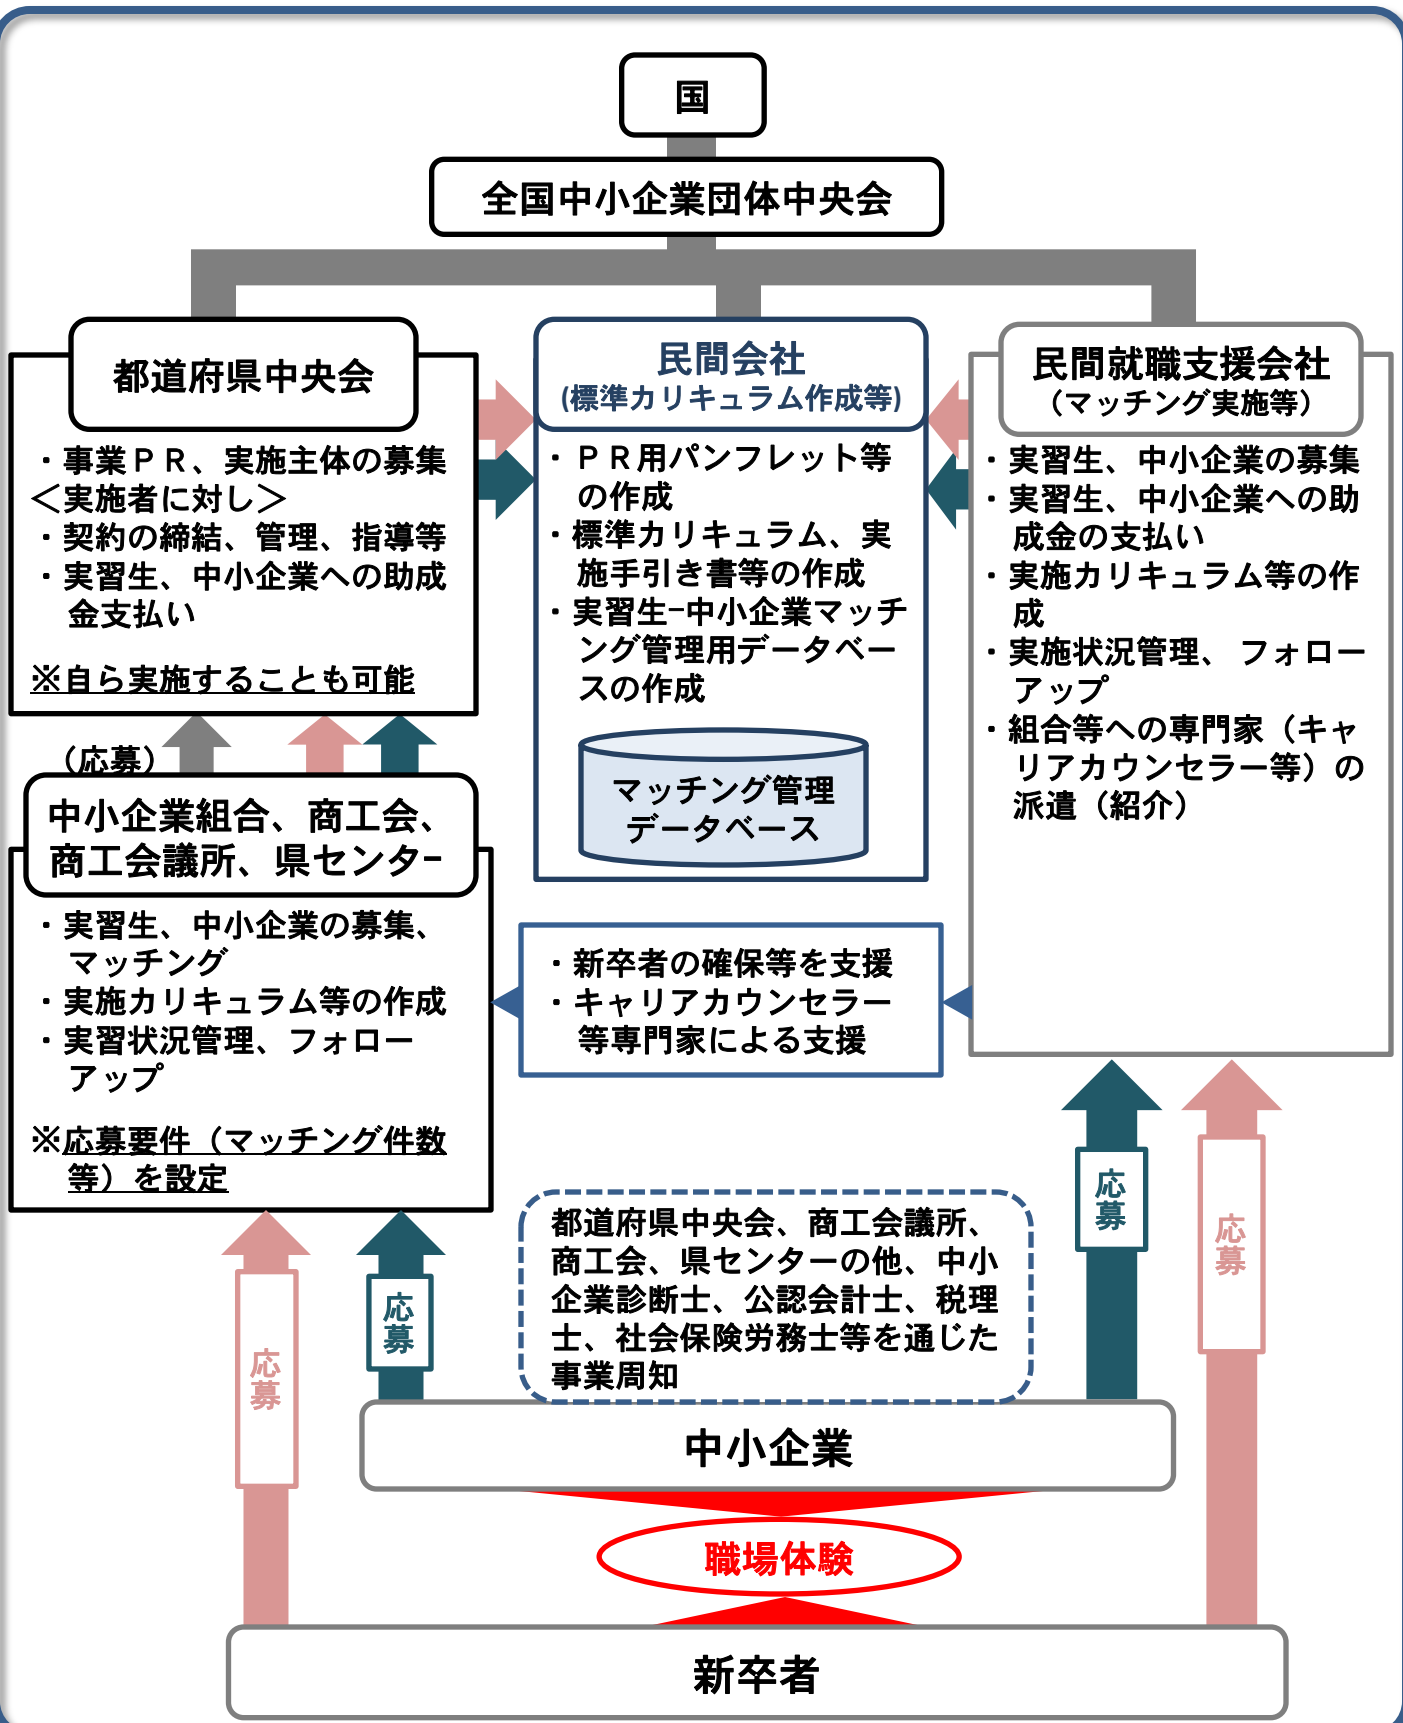 国
全国中小企業団体中央会
都道府県中央会
・事業ＰＲ、実施主体の募集
＜実施者に対し＞
・契約の締結、管理、指導等
・実習生、中小企業への助成
金支払い
※自ら実施することも可能
民間会社
(標準カリキュラム作成等)
・ＰＲ用パンフレット等
の作成
・標準カリキュラム、実
施手引き書等の作成
・実習生−中小企業マッチ
ング管理用データベー
スの作成
マッチング管理
データベース
民間就職支援会社
（マッチング実施等）
・実習生、中小企業の募集
・実習生、中小企業への助
成金の支払い
・実施カリキュラム等の作
成
・実施状況管理、フォロー
アップ
・組合等への専門家（キャ
リアカウンセラー等）の
派遣（紹介）
（応募）
中小企業組合、商工会、
商工会議所、県センター
・実習生、中小企業の募集、
マッチング
・実施カリキュラム等の作成
・実習状況管理、フォロー
アップ
※応募要件（マッチング件数
等）を設定
・新卒者の確保等を支援
・キャリアカウンセラー
等専門家による支援
応募
応募
都道府県中央会、商工会議所、
商工会、県センターの他、中小
企業診断士、公認会計士、税理
士、社会保険労務士等を通じた
事業周知
応募
応募
中小企業
職場体験
新卒者